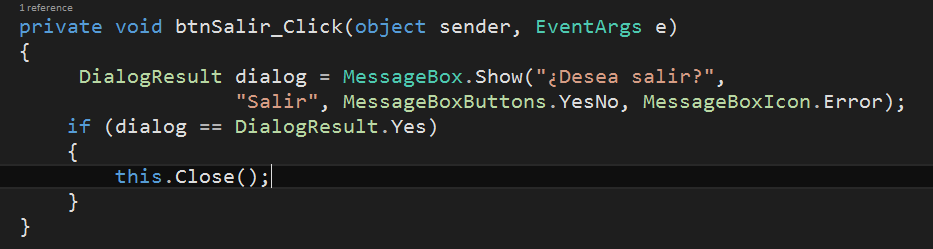 1 reference
private void btnSalir_Click(object sender, EventArgs e)
{
DialogResult dialog = MessageBox.Show("¿Desea salir?",
"Salir", MessageBoxButtons.YesNo, MessageBoxIcon.Error);
if (dialog == DialogResult.Yes)
{
this.Close();
}
}